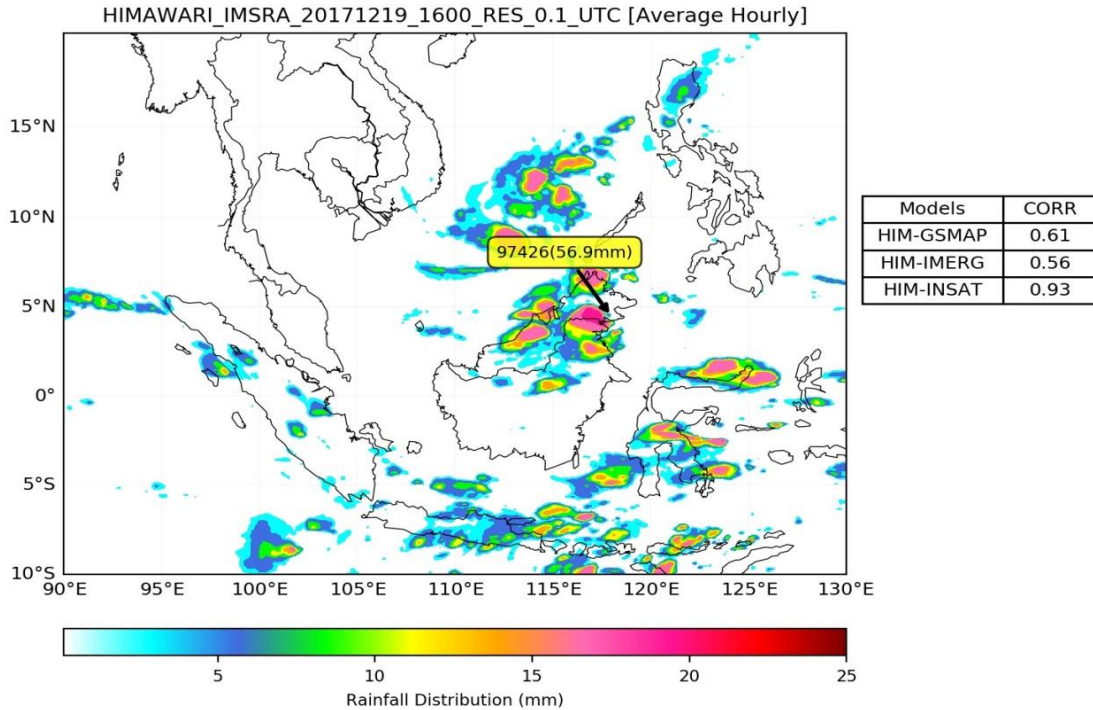 HIMAWARI_IMSRA_20171219_1600_RES_0.1_UTC [Average Hourly]
15°N
10°N
5°N
0°
5°S
10°S
97426(56.9mm)
90°E 95°E 100°E 105°E 110°E 115°E 120°E 125°E 130°E
Models CORR
HIM-GSMAP 0.61
HIM-IMERG 0.56
HIM-INSAT 0.93
5 10 15 20 25
Rainfall Distribution (mm)